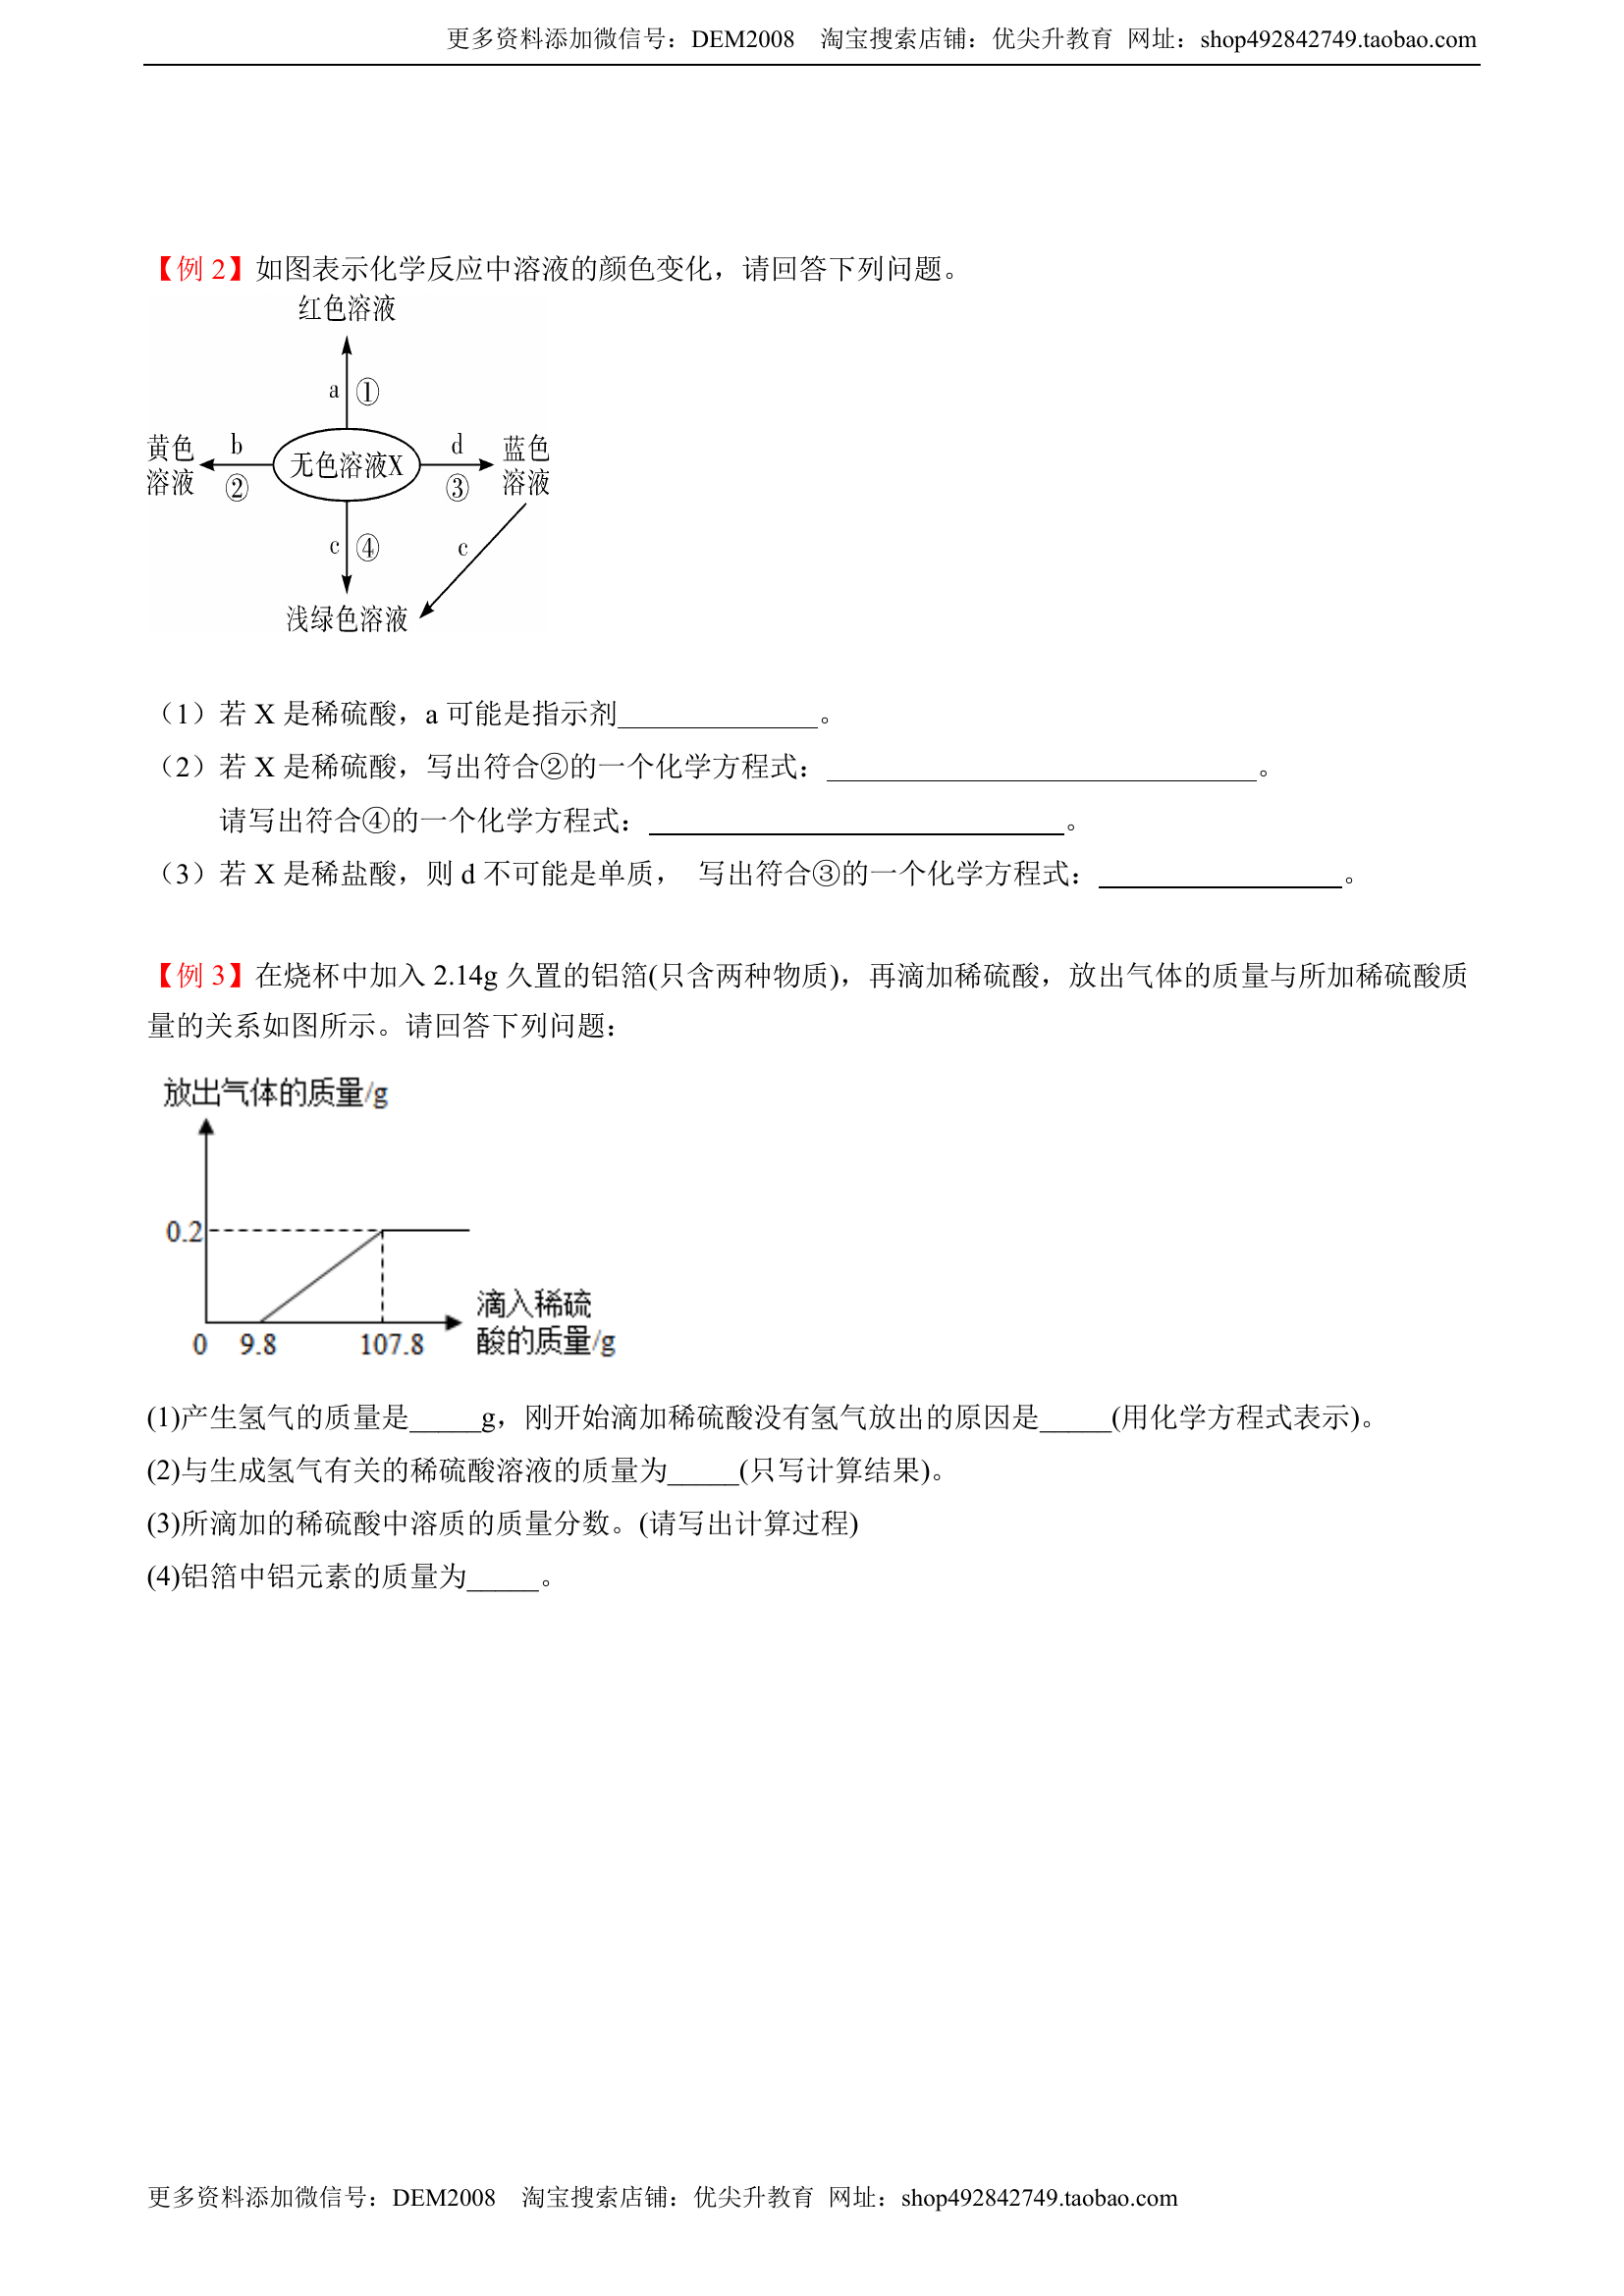 更多资料添加微信号：DEM2008 淘宝搜索店铺：优尖升教育 网址：shop492842749.taobao.com
【例 2】如图表示化学反应中溶液的颜色变化，请回答下列问题。
红色溶液
a ①
黄色溶液
b ②
无色溶液X
d ③
蓝色溶液
c ④
c
浅绿色溶液
（1）若 X 是稀硫酸，a 可能是指示剂______________。
（2）若 X 是稀硫酸，写出符合②的一个化学方程式：______________________________。
请写出符合④的一个化学方程式：_____________________________。
（3）若 X 是稀盐酸，则 d 不可能是单质， 写出符合③的一个化学方程式：_________________。
【例 3】在烧杯中加入 2.14g 久置的铝箔(只含两种物质)，再滴加稀硫酸，放出气体的质量与所加稀硫酸质
量的关系如图所示。请回答下列问题：
放出气体的质量/g
0.2
0 9.8 107.8
滴入稀硫
酸的质量/g
(1)产生氢气的质量是_____g，刚开始滴加稀硫酸没有氢气放出的原因是_____(用化学方程式表示)。
(2)与生成氢气有关的稀硫酸溶液的质量为_____(只写计算结果)。
(3)所滴加的稀硫酸中溶质的质量分数。(请写出计算过程)
(4)铝箔中铝元素的质量为_____。
更多资料添加微信号：DEM2008 淘宝搜索店铺：优尖升教育 网址：shop492842749.taobao.com